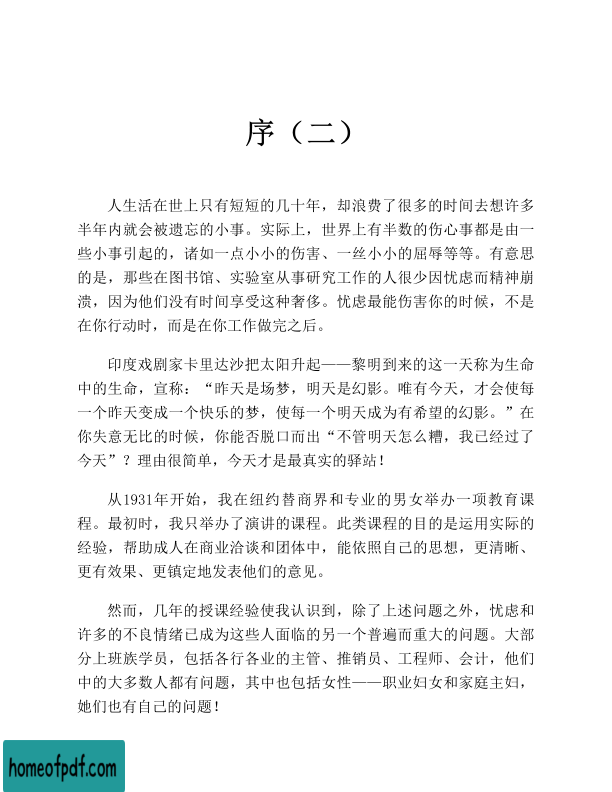 序（二）
人生活在世上只有短短的几十年，却浪费了很多的时间去想许多
半年内就会被遗忘的小事。实际上，世界上有半数的伤心事都是由一
些小事引起的，诸如一点小小的伤害、一丝小小的屈辱等等。有意思
的是，那些在图书馆、实验室从事研究工作的人很少因忧虑而精神崩
溃，因为他们没有时间享受这种奢侈。忧虑最能伤害你的时候，不是
在你行动时，而是在你工作做完之后。
印度戏剧家卡里达沙把太阳升起——黎明到来的这一天称为生命
中的生命，宣称：“昨天是场梦，明天是幻影。唯有今天，才会使每
一个昨天变成一个快乐的梦，使每一个明天成为有希望的幻影。”在
你失意无比的时候，你能否脱口而出“不管明天怎么糟，我已经过了
今天”？理由很简单，今天才是最真实的驿站！
从1931年开始，我在纽约替商界和专业的男女举办一项教育课
程。最初时，我只举办了演讲的课程。此类课程的目的是运用实际的
经验，帮助成人在商业洽谈和团体中，能依照自己的思想，更清晰、
更有效果、更镇定地发表他们的意见。
然而，几年的授课经验使我认识到，除了上述问题之外，忧虑和
许多的不良情绪已成为这些人面临的另一个普遍而重大的问题。大部
分上班族学员，包括各行各业的主管、推销员、工程师、会计，他们
中的大多数人都有问题，其中也包括女性——职业妇女和家庭主妇，
她们也有自己的问题！
homeofpdf.com